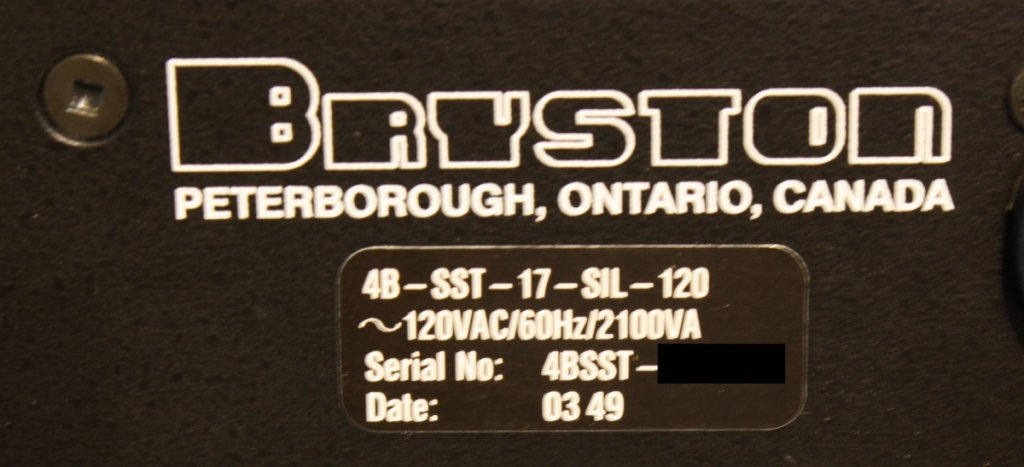 BRYSTON
PETERBOROUGH, ONTARIO, CANADA
4B–SST–17–SIL–120
~120VAC/60Hz/2100VA
Serial No: 4BSST–
Date: 03 49